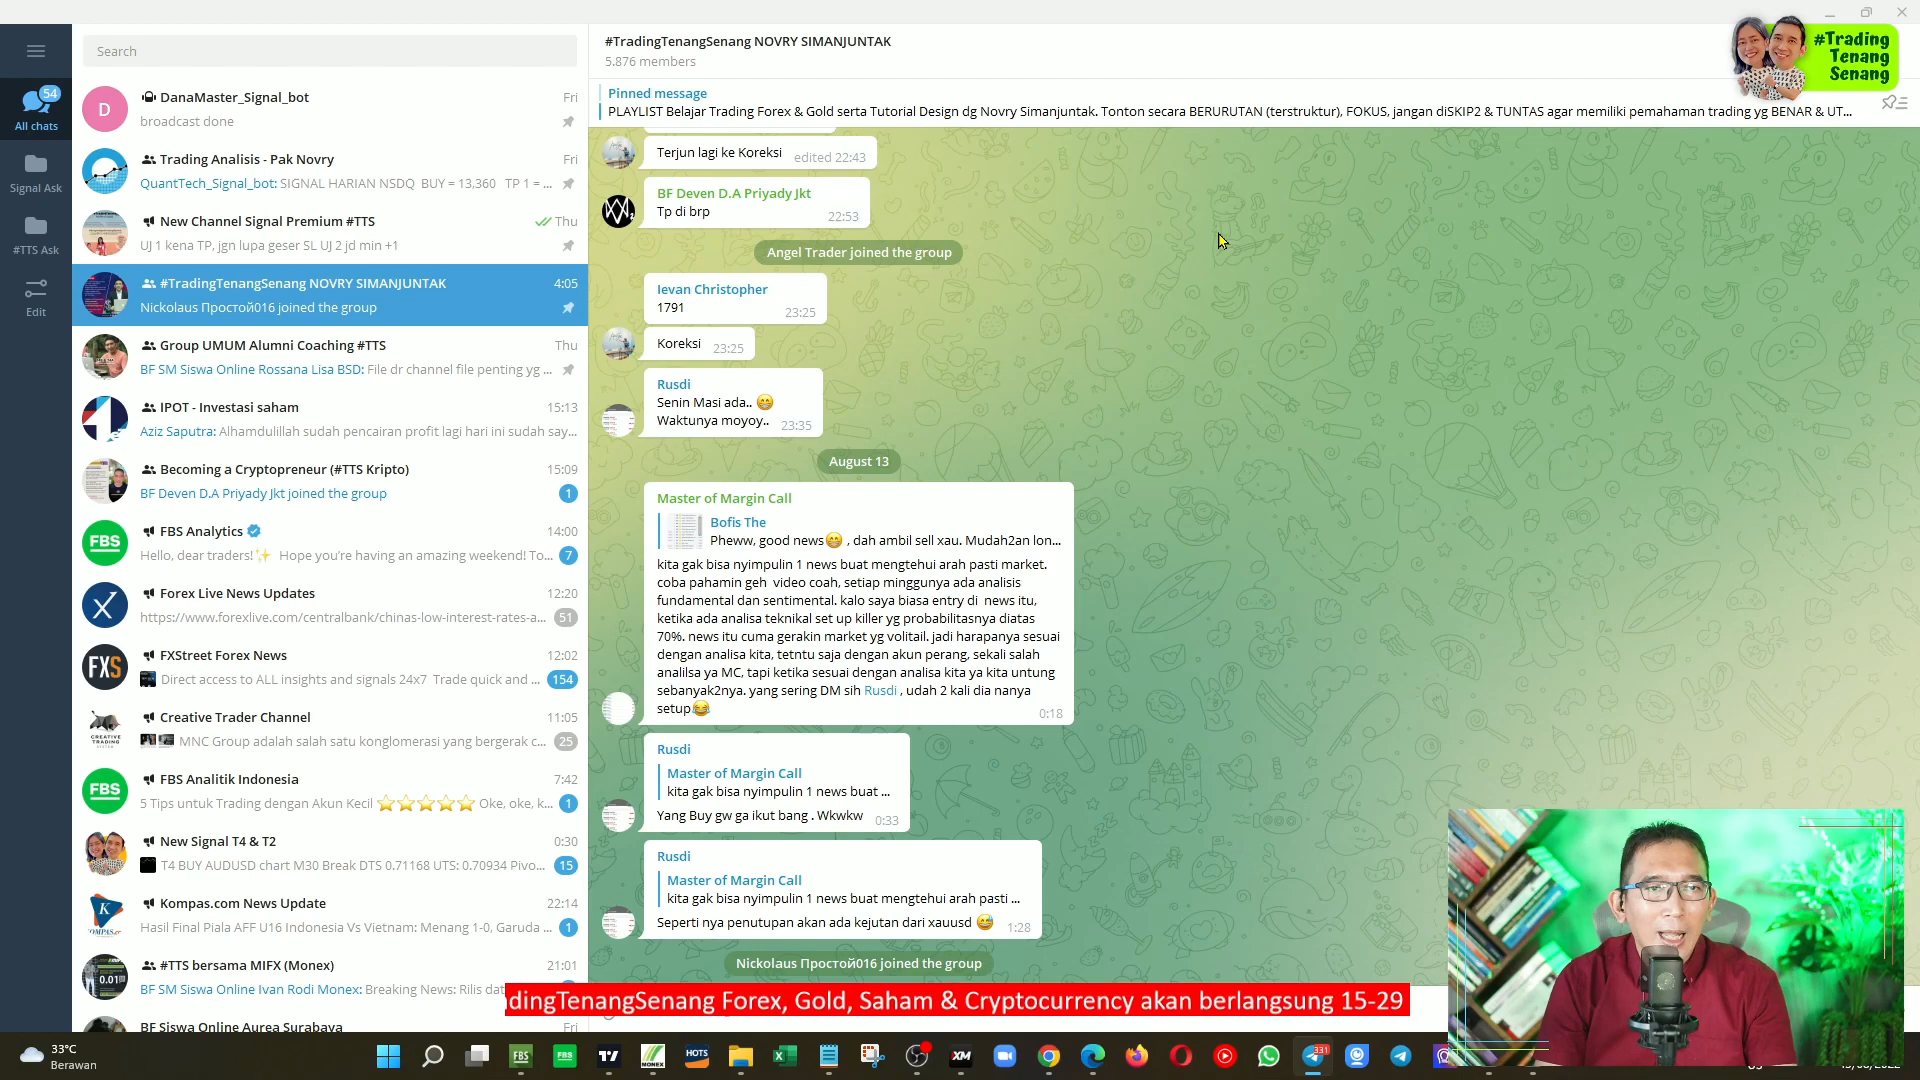 Search
54
All chats
Signal Ask
#TTS Ask
Edit
D
DanaMaster_Signal_bot
Fri
broadcast done
Trading Analisis - Pak Novry
Fri
QuantTech_Signal_bot: SIGNAL HARIAN NSDQ BUY = 13,360 TP 1 = ...
New Channel Signal Premium #TTS
Thu
UJ 1 kena TP, jgn lupa geser SL UJ 2 jd min +1
#TradingTenangSenang NOVRY SIMANJUNTAK
4:05
Nickolaus Простой016 joined the group
Group UMUM Alumni Coaching #TTS
Thu
BF SM Siswa Online Rossana Lisa BSD: File dr channel file penting yg ...
IPOT - Investasi saham
15:13
Aziz Saputra: Alhamdulillah sudah pencairan profit lagi hari ini sudah say...
Becoming a Cryptopreneur (#TTS Kripto)
15:09
BF Deven D.A Priyady Jkt joined the group
1
FBS
FBS Analytics
14:00
Hello, dear traders!✨ Hope you're having an amazing weekend! To...
7
Forex Live News Updates
12:20
https://www.forexlive.com/centralbank/chinas-low-interest-rates-a...
51
FXS
FXStreet Forex News
12:02
Direct access to ALL insights and signals 24x7 Trade quick and ...
154
Creative Trader Channel
11:05
MNC Group adalah salah satu konglomerasi yang bergerak c...
25
FBS
FBS Analitik Indonesia
7:42
5 Tips untuk Trading dengan Akun Kecil ⭐⭐⭐⭐⭐ Oke, oke, k...
1
New Signal T4 & T2
0:30
T4 BUY AUDUSD chart M30 Break DTS 0.71168 UTS: 0.70934 Pivo...
15
Kompas.com News Update
22:14
Hasil Final Piala AFF U16 Indonesia Vs Vietnam: Menang 1-0, Garuda ...
1
#TTS bersama MIFX (Monex)
21:01
BF SM Siswa Online Ivan Rodi Monex: Breaking News: Rilis dat
BF Siswa Online Aurea Surabaya
Fri
#TradingTenangSenang NOVRY SIMANJUNTAK
5.876 members
Pinned message
PLAYLIST Belajar Trading Forex & Gold serta Tutorial Design dg Novry Simanjuntak. Tonton secara BERURUTAN (terstruktur), FOKUS, jangan diSKIP2 & TUNTAS agar memiliki pemahaman trading yg BENAR & UT...
#Trading
Tenang
Senang
Terjun lagi ke Koreksi
edited 22:43
BF Deven D.A Priyady Jkt
Tp di brp
22:53
Angel Trader joined the group
Ievan Christopher
1791
23:25
Koreksi
23:25
Rusdi
Senin Masi ada.. 😁
Waktunya moyoy..
23:35
August 13
Master of Margin Call
Bofis The
Pheww, good news😁 , dah ambil sell xau. Mudah2an lon...
kita gak bisa nyimpulin 1 news buat mengtehui arah pasti market.
coba pahamin geh video coah, setiap minggunya ada analisis
fundamental dan sentimental. kalo saya biasa entry di news itu,
ketika ada analisa teknikal set up killer yg probabilitasnya diatas
70%. news itu cuma gerakin market yg volitail. jadi harapanya sesuai
dengan analisa kita, tetntu saja dengan akun perang, sekali salah
analilsa ya MC, tapi ketika sesuai dengan analisa kita ya kita untung
sebanyak2nya. yang sering DM sih Rusdi , udah 2 kali dia nanya
setup😂
0:18
Rusdi
Master of Margin Call
kita gak bisa nyimpulin 1 news buat ...
Yang Buy gw ga ikut bang . Wkwkw
0:33
Rusdi
Master of Margin Call
kita gak bisa nyimpulin 1 news buat mengtehui arah pasti ...
Seperti nya penutupan akan ada kejutan dari xauusd 😅
1:28
Nickolaus Простой016 joined the group
dingTenangSenang Forex, Gold, Saham & Cryptocurrency akan berlangsung 15-29
33°C
Berawan
FBS
FBS
MONEX
HOTS
XM
331